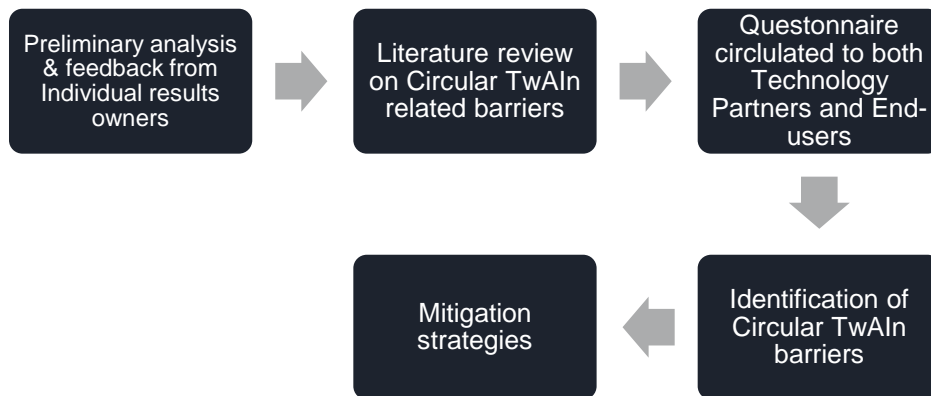 Preliminary analysis
& feedback from
Individual results
owners
Literature review
on Circular TwAIn
related barriers
Questonnaire
circlulated to both
Technology
Partners and End-
users
Identification of
Circular TwAIn
barriers
Mitigation
strategies